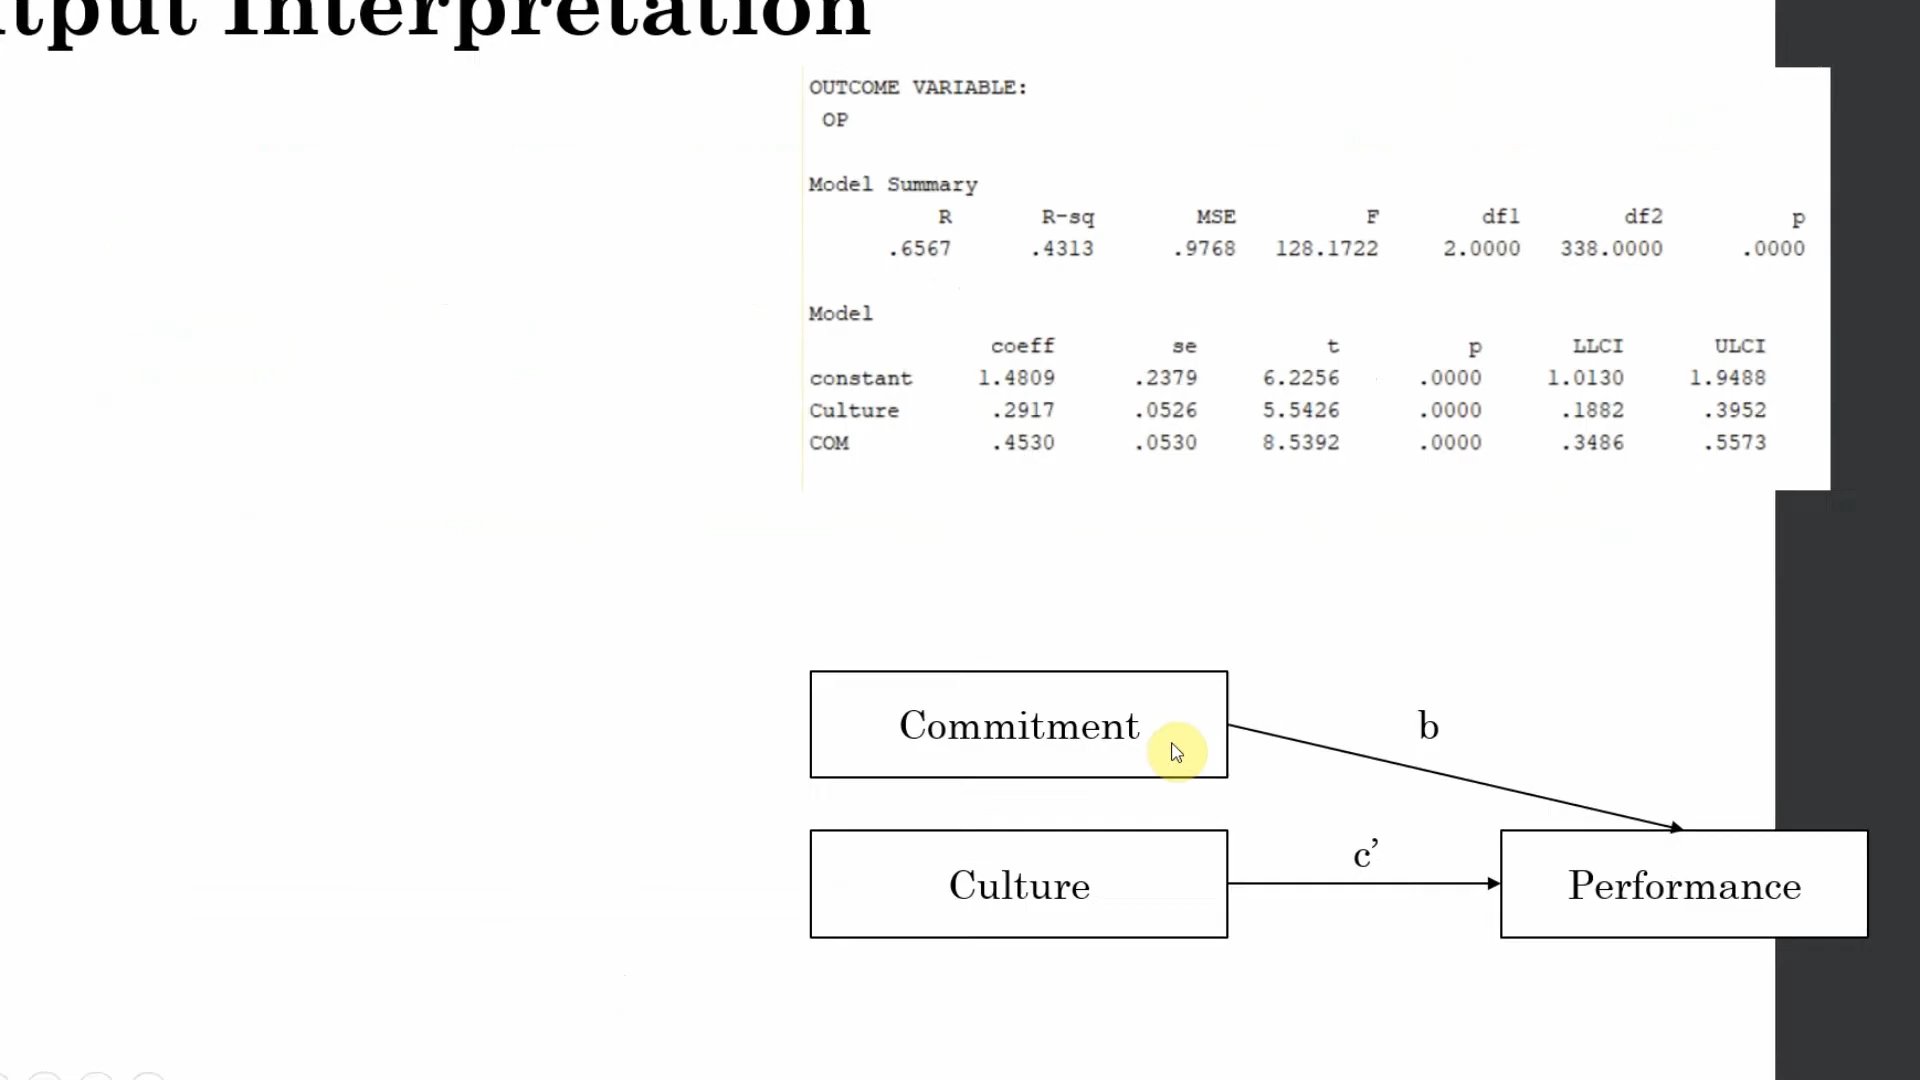 tput Interpretation
OUTCOME VARIABLE:
OP
Model Summary
R R-sq MSE F df1 df2 p
.6567 .4313 .9768 128.1722 2.0000 338.0000 .0000
Model
coeff se t p LLCI ULCI
constant 1.4809 .2379 6.2256 .0000 1.0130 1.9488
Culture .2917 .0526 5.5426 .0000 .1882 .3952
COM .4530 .0530 8.5392 .0000 .3486 .5573
Commitment
b
c’
Culture
Performance